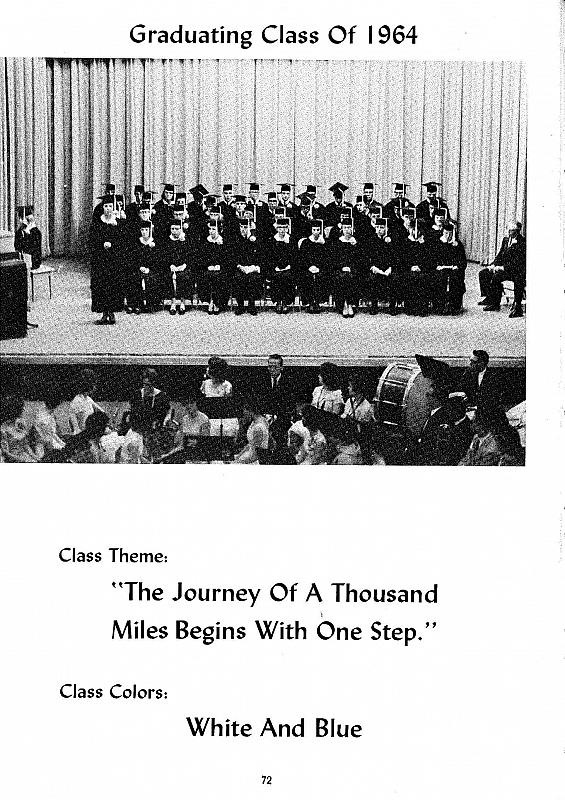 Graduating Class Of 1964
Class Theme:
"The Journey Of A Thousand
Miles Begins With One Step."
Class Colors:
White And Blue
72